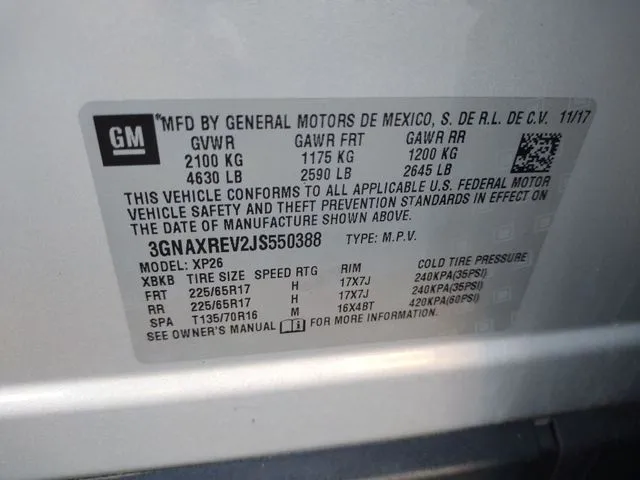 GM
*MFD BY GENERAL MOTORS DE MEXICO, S. DE R.L. DE C.V. 11/17
GVWR GAWR FRT GAWR RR
2100 KG 1175 KG 1200 KG
4630 LB 2590 LB 2645 LB
THIS VEHICLE CONFORMS TO ALL APPLICABLE U.S. FEDERAL MOTOR
VEHICLE SAFETY AND THEFT PREVENTION STANDARDS IN EFFECT ON
THE DATE OF MANUFACTURE SHOWN ABOVE.
3GNAXREV2JS550388 TYPE: M.P.V.
MODEL: XP26
XBKB TIRE SIZE SPEED RTG RIM COLD TIRE PRESSURE
FRT 225/65R17 H 17X7J 240KPA(35PSI)
RR 225/65R17 H 17X7J 240KPA(35PSI)
SPA T135/70R16 M 16X4BT 420KPA(60PSI)
SEE OWNER'S MANUAL FOR MORE INFORMATION.